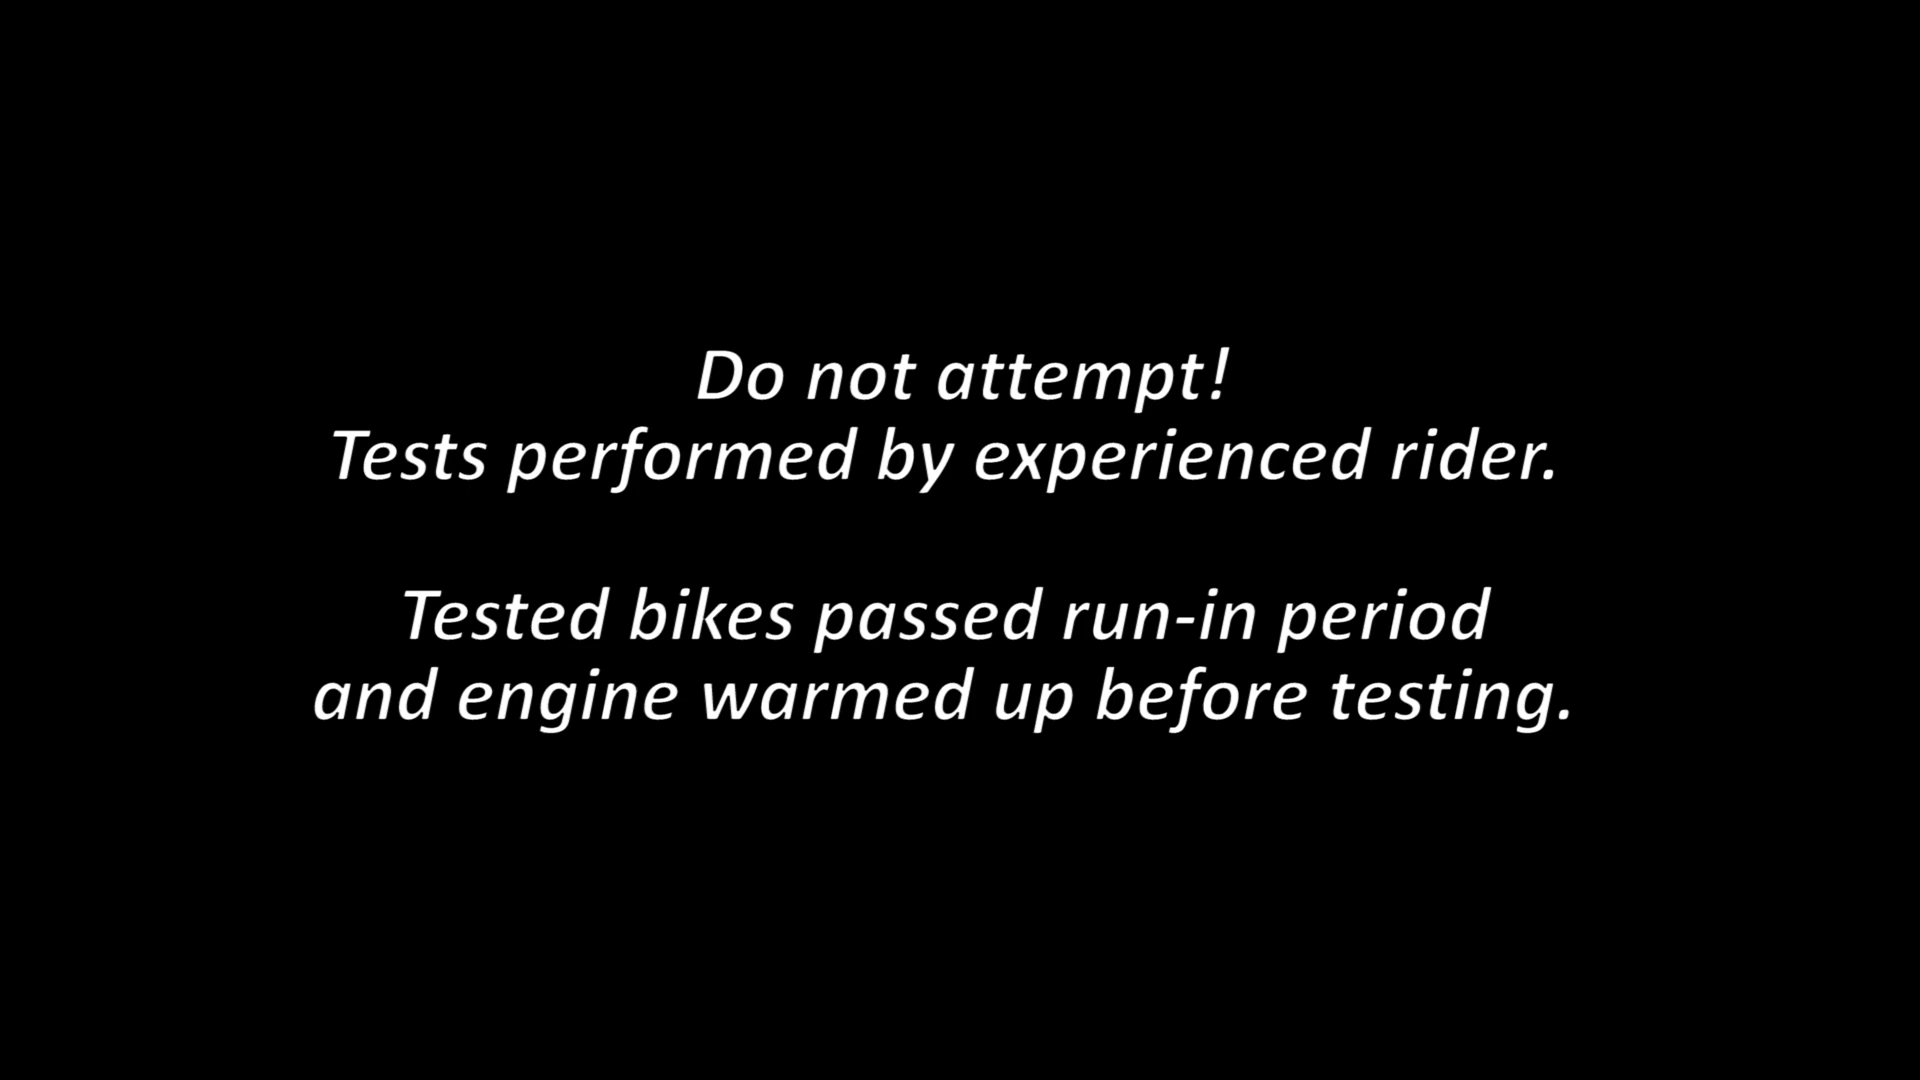 Do not attempt!
Tests performed by experienced rider.
Tested bikes passed run-in period
and engine warmed up before testing.